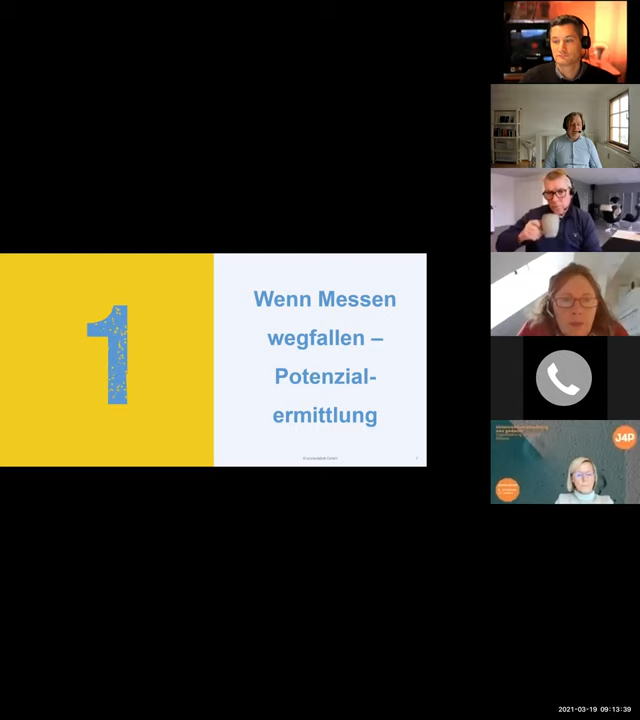 1
Wenn Messen
wegfallen –
Potenzial-
ermittlung
J4P
2021-03-19 09:13:39